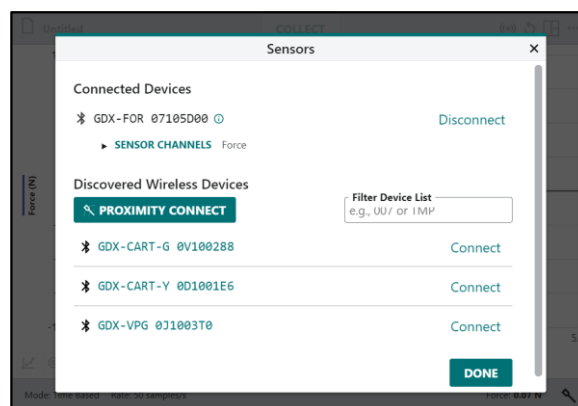 Untitled
COLLECT
Sensors
Connected Devices
GDX-FOR 07105D00
Disconnect
SENSOR CHANNELS Force
Discovered Wireless Devices
PROXIMITY CONNECT
Filter Device List
e.g., 007 or TMP
GDX-CART-G 0V100288
Connect
GDX-CART-Y 0D1001E6
Connect
GDX-VPG 0J1003T0
Connect
DONE
Force (N)
Mode: Time Based Rate: 50 samples/s
Force: 0.07 N